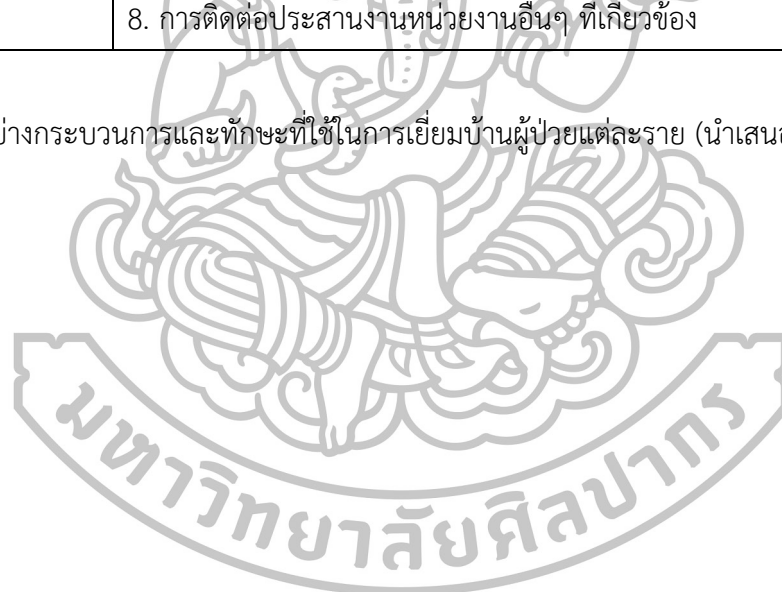 8. การติดต่อประสานงานหน่วยงานอื่นๆ ที่เกี่ยวข้อง
ย่างกระบวนการและทักษะที่ใช้ในการเยี่ยมบ้านผู้ป่วยแต่ละราย (นำเสน
มหาวิทยาลัยศิลปากร